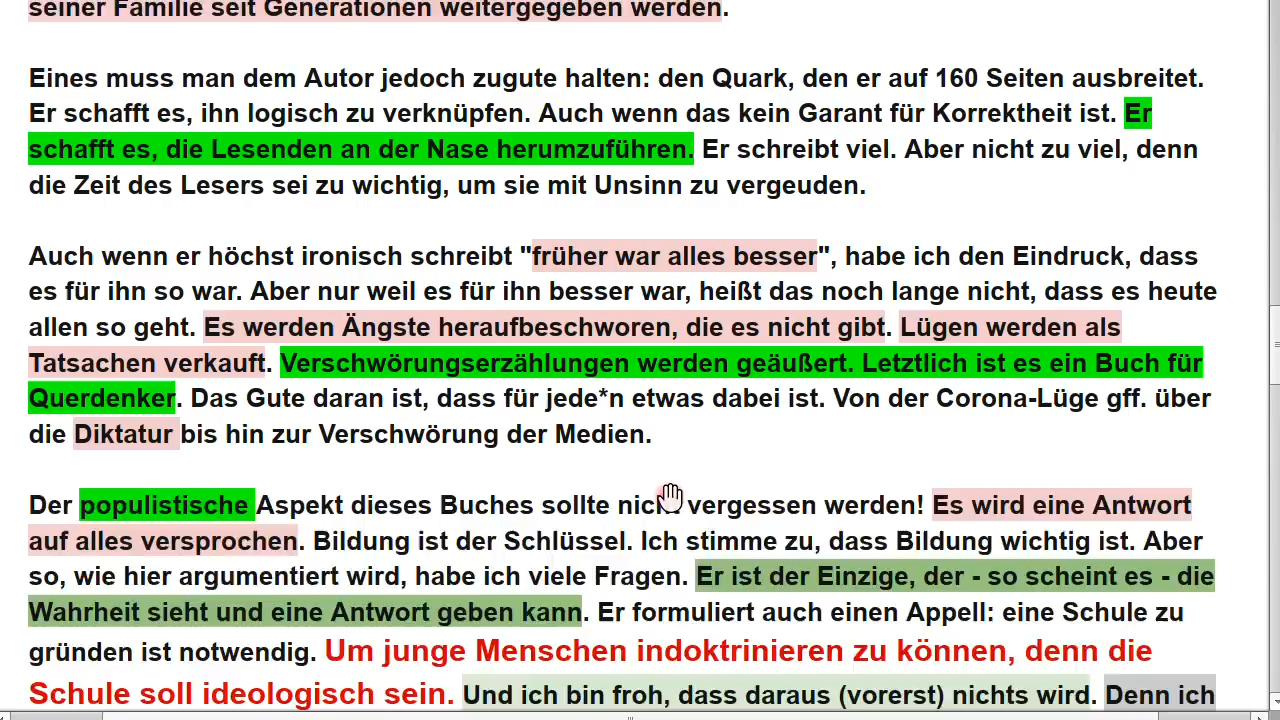 seiner Familie seit Generationen weitergegeben werden.
Eines muss man dem Autor jedoch zugute halten: den Quark, den er auf 160 Seiten ausbreitet.
Er schafft es, ihn logisch zu verknüpfen. Auch wenn das kein Garant für Korrektheit ist. Er
schafft es, die Lesenden an der Nase herumzuführen. Er schreibt viel. Aber nicht zu viel, denn
die Zeit des Lesers sei zu wichtig, um sie mit Unsinn zu vergeuden.
Auch wenn er höchst ironisch schreibt "früher war alles besser", habe ich den Eindruck, dass
es für ihn so war. Aber nur weil es für ihn besser war, heißt das noch lange nicht, dass es heute
allen so geht. Es werden Ängste heraufbeschworen, die es nicht gibt. Lügen werden als
Tatsachen verkauft. Verschwörungserzählungen werden geäußert. Letztlich ist es ein Buch für
Querdenker. Das Gute daran ist, dass für jede*n etwas dabei ist. Von der Corona-Lüge gff. über
die Diktatur bis hin zur Verschwörung der Medien.
Der populistische Aspekt dieses Buches sollte nicht vergessen werden! Es wird eine Antwort
auf alles versprochen. Bildung ist der Schlüssel. Ich stimme zu, dass Bildung wichtig ist. Aber
so, wie hier argumentiert wird, habe ich viele Fragen. Er ist der Einzige, der - so scheint es - die
Wahrheit sieht und eine Antwort geben kann. Er formuliert auch einen Appell: eine Schule zu
gründen ist notwendig. Um junge Menschen indoktrinieren zu können, denn die
Schule soll ideologisch sein. Und ich bin froh, dass daraus (vorerst) nichts wird. Denn ich